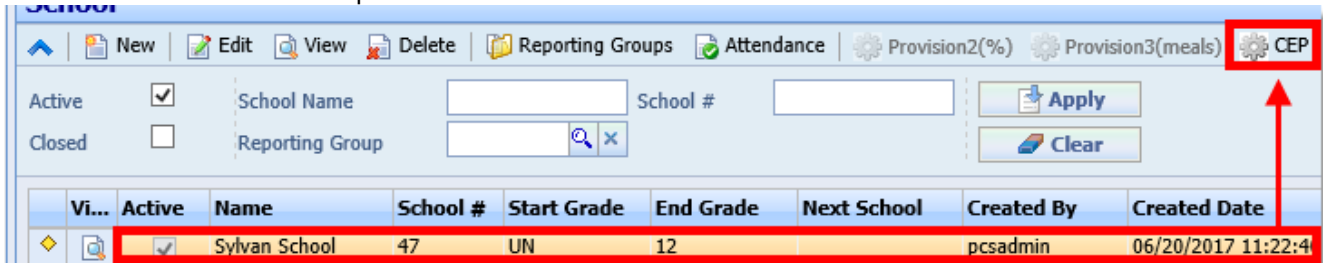 School
New Edit View Delete Reporting Groups Attendance Provision2(%) Provision3(meals) CEP
Active School Name School # Apply
Closed Reporting Group Clear
Vi... Active Name School # Start Grade End Grade Next School Created By Created Date
Sylvan School 47 UN 12 pcsadmin 06/20/2017 11:22:4